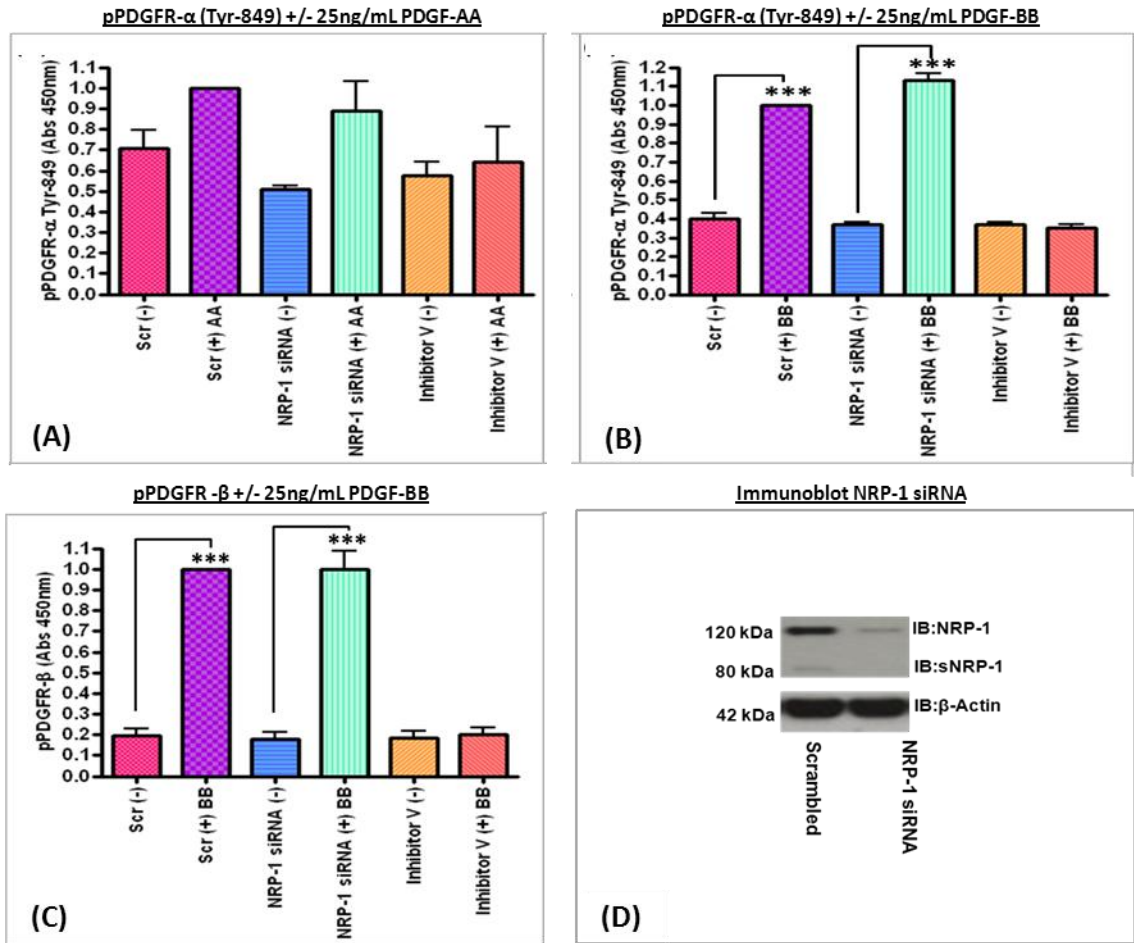 pPDGFR-α (Tyr-849) +/- 25ng/mL PDGF-AA
pPDGFR-α Tyr-849 (Abs 450nm)
1.1
1.0
0.9
0.8
0.7
0.6
0.5
0.4
0.3
0.2
0.1
0.0
Scr (-)
Scr (+) AA
NRP-1 siRNA (-)
NRP-1 siRNA (+) AA
Inhibitor V (-)
Inhibitor V (+) AA
(A)
pPDGFR-α (Tyr-849) +/- 25ng/mL PDGF-BB
pPDGFR-α Tyr-849 (Abs 450nm)
1.2
1.1
1.0
0.9
0.8
0.7
0.6
0.5
0.4
0.3
0.2
0.1
0.0
***
***
Scr (-)
Scr (+) BB
NRP-1 siRNA (-)
NRP-1 siRNA (+) BB
Inhibitor V (-)
Inhibitor V (+) BB
(B)
pPDGFR -β +/- 25ng/mL PDGF-BB
pPDGFR-β (Abs 450nm)
1.1
1.0
0.9
0.8
0.7
0.6
0.5
0.4
0.3
0.2
0.1
0.0
***
***
Scr (-)
Scr (+) BB
NRP-1 siRNA (-)
NRP-1 siRNA (+) BB
Inhibitor V (-)
Inhibitor V (+) BB
(C)
Immunoblot NRP-1 siRNA
120 kDa
IB:NRP-1
80 kDa
IB:sNRP-1
42 kDa
IB:β-Actin
Scrambled
NRP-1 siRNA
(D)